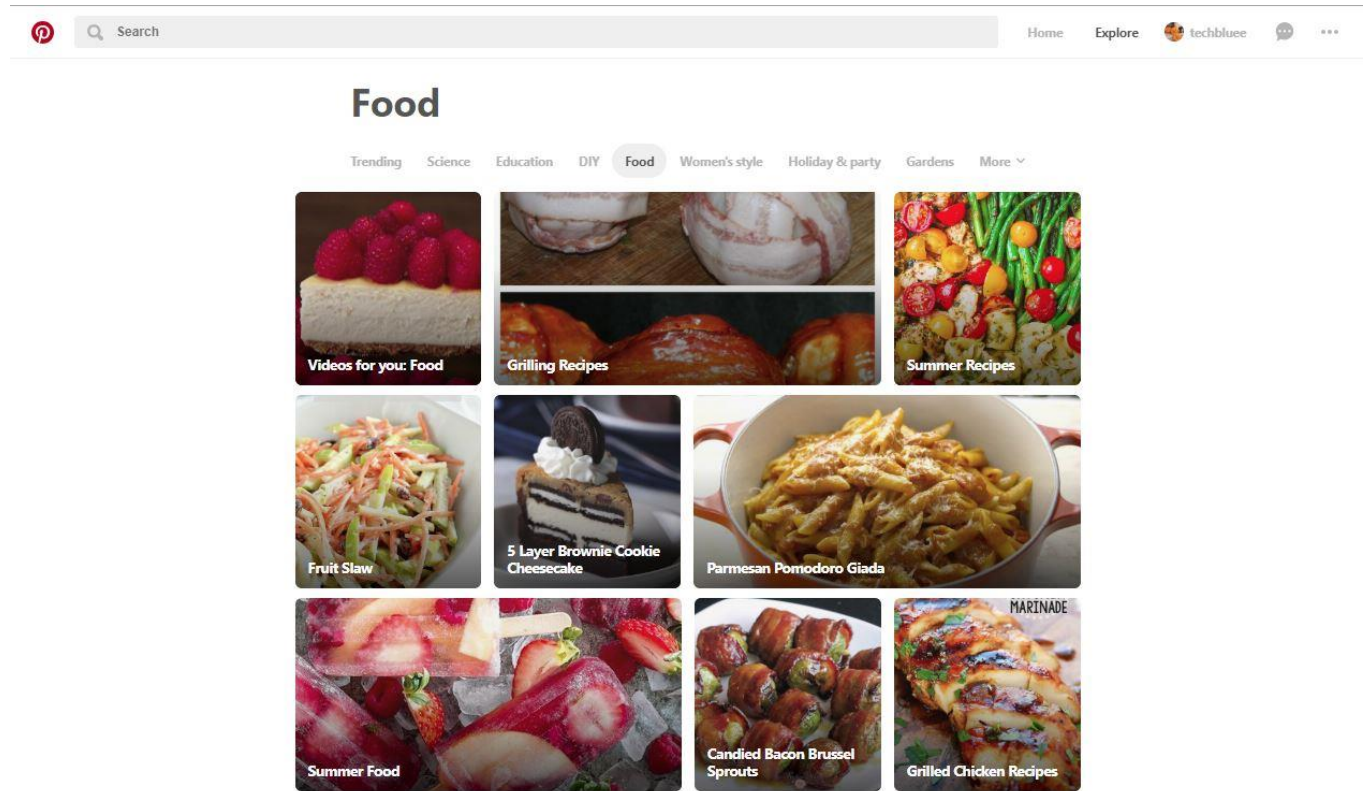 Search
Home
Explore
techbluee
Food
Trending
Science
Education
DIY
Food
Women's style
Holiday & party
Gardens
More
Videos for you: Food
Grilling Recipes
Summer Recipes
Fruit Slaw
5 Layer Brownie Cookie
Cheesecake
Parmesan Pomodoro Giada
Summer Food
Candied Bacon Brussel
Sprouts
MARINADE
Grilled Chicken Recipes